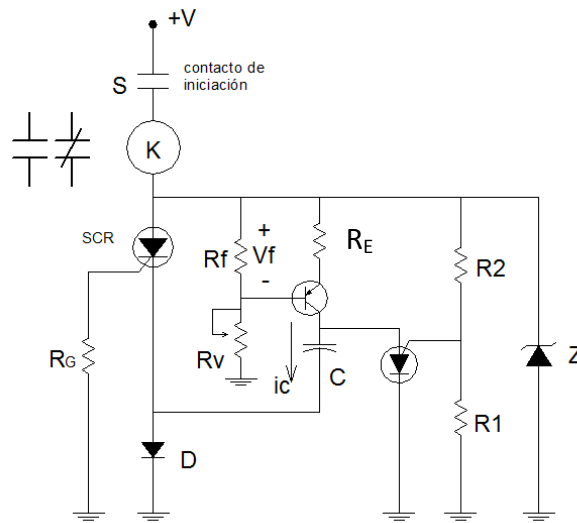 +V
S
contacto de
iniciación
K
SCR
Rf
+
Vf
-
RE
R2
RG
Rv
ic
C
Z
R1
D